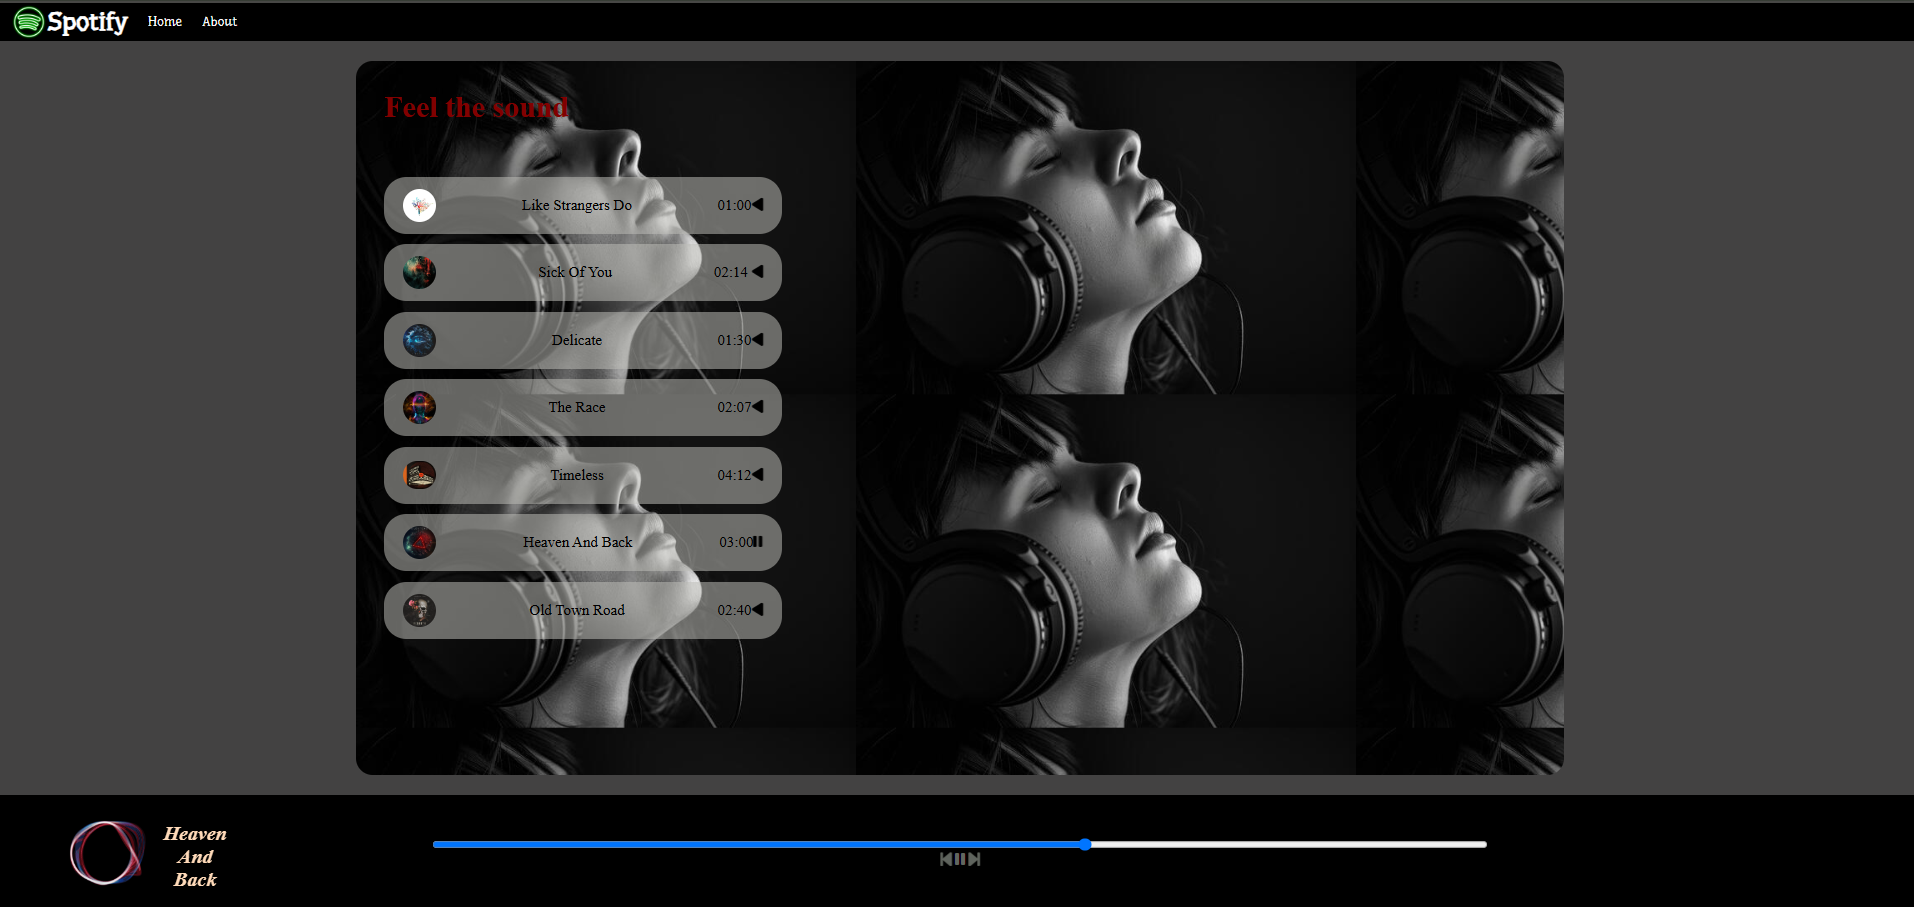 Spotify Home About
Feel the sound
Like Strangers Do 01:00
Sick Of You 02:14
Delicate 01:30
The Race 02:07
Timeless 04:12
Heaven And Back 03:00
Old Town Road 02:40
Heaven
And
Back